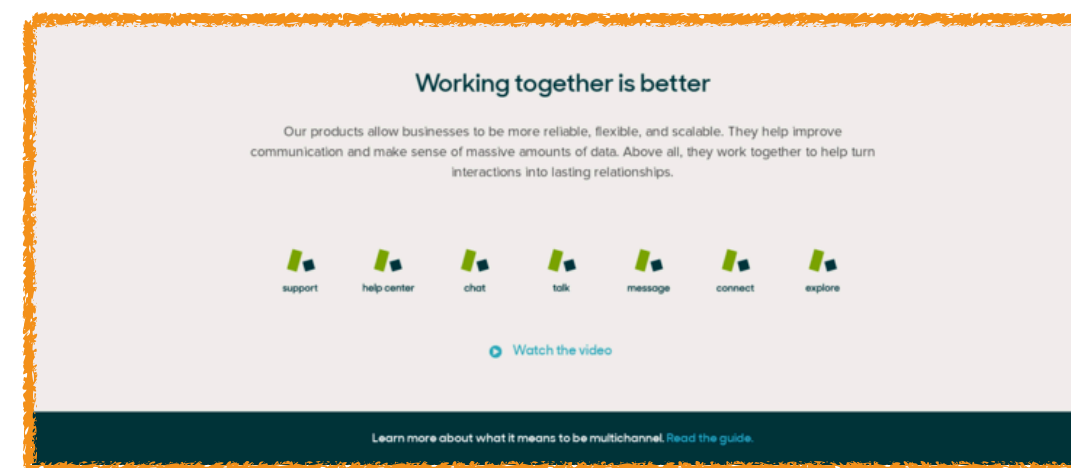 Working together is better
Our products allow businesses to be more reliable, flexible, and scalable. They help improve
communication and make sense of massive amounts of data. Above all, they work together to help turn
interactions into lasting relationships.
support help center chat talk message connect explore
Watch the video
Learn more about what it means to be multichannel. Read the guide.